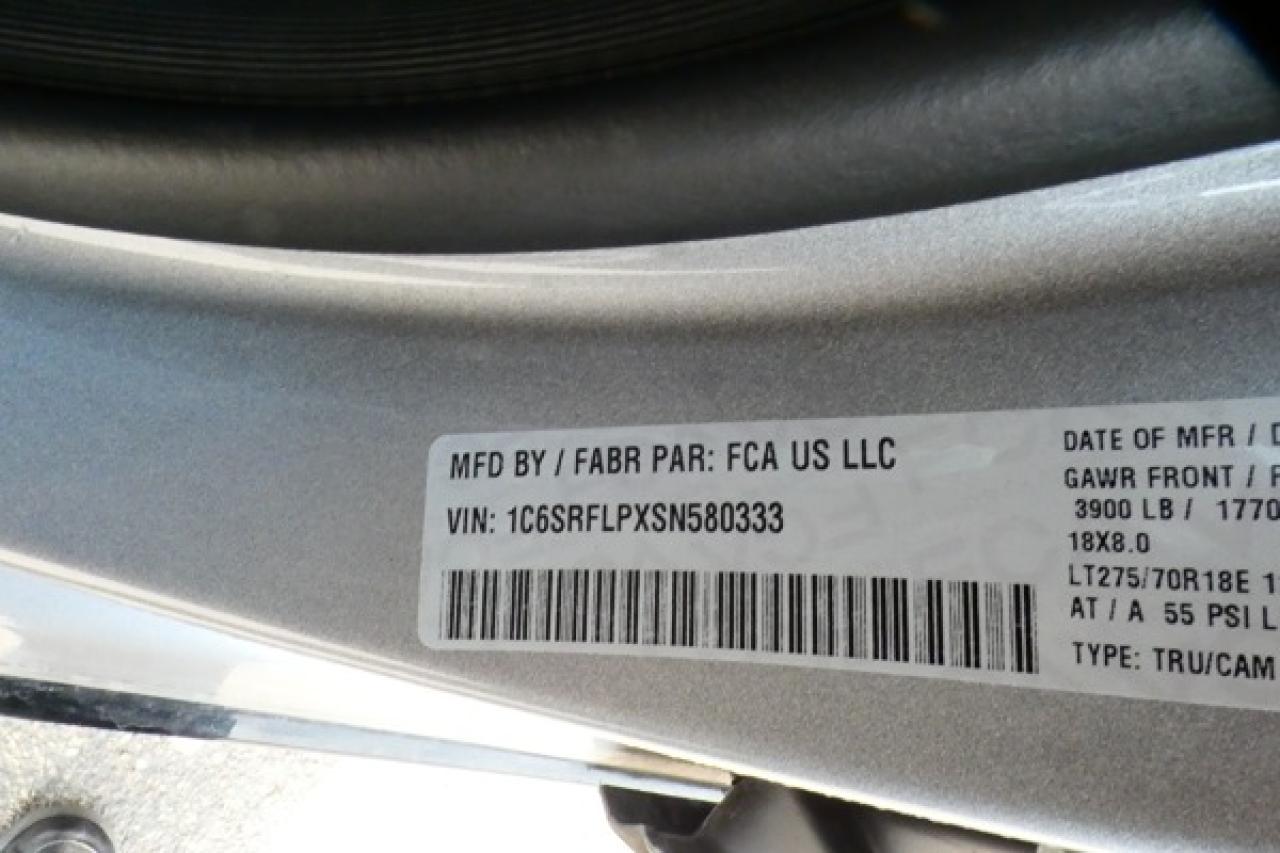 MFD BY / FABR PAR: FCA US LLC
VIN: 1C6SRFLPXSN580333
DATE OF MFR /
GAWR FRONT /
3900 LB / 1770
18X8.0
LT275/70R18E
AT / A 55 PSI
TYPE: TRU/CAM